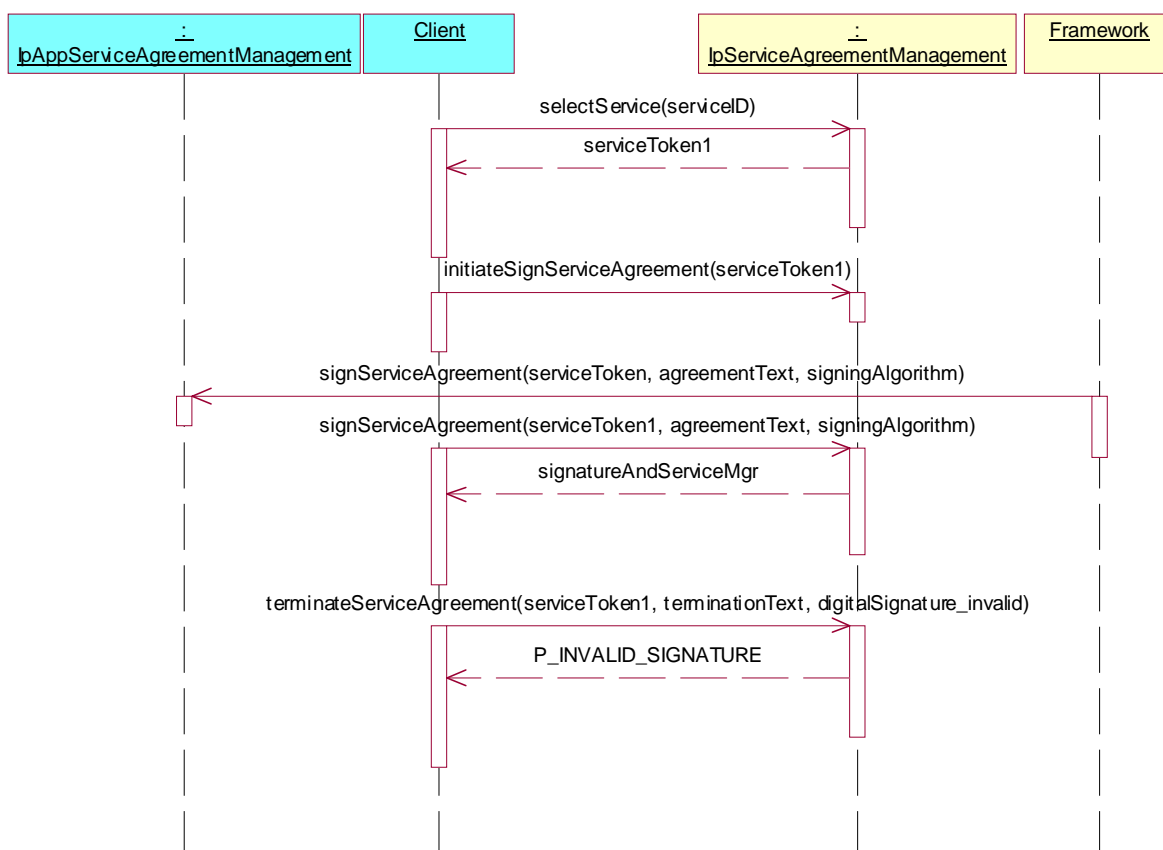 :
IpAppServiceAgreementManagement
Client
:
IpServiceAgreementManagement
Framework
selectService(serviceID)
serviceToken1
initiateSignServiceAgreement(serviceToken1)
signServiceAgreement(serviceToken, agreementText, signingAlgorithm)
signServiceAgreement(serviceToken1, agreementText, signingAlgorithm)
signatureAndServiceMgr
terminateServiceAgreement(serviceToken1, terminationText, digitalSignature_invalid)
P_INVALID_SIGNATURE